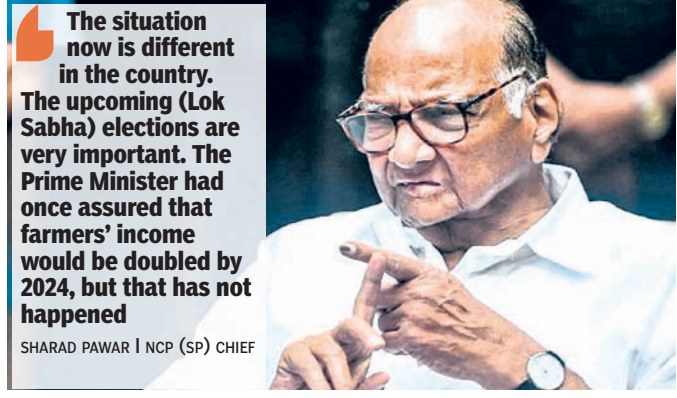 The situation
now is different
in the country.
The upcoming (Lok
Sabha) elections are
very important. The
Prime Minister had
once assured that
farmers’ income
would be doubled by
2024, but that has not
happened
SHARAD PAWAR | NCP (SP) CHIEF